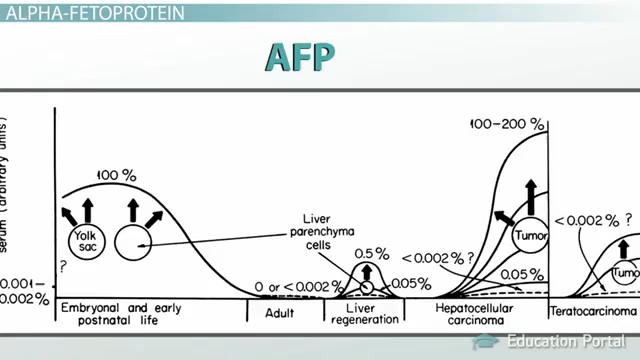 ALPHA-FETOPROTEIN
AFP
serum (arbitrary units)
100 %
100–200 %
Yolk
sac
Liver
parenchyma
cells
Tumor
<0.002% ?
?
0.5 %
<0.002% ?
0.001–
0.002%
0 or <0.002%
0.05%
0.05%
Embryonal and early
postnatal life
Adult
Liver
regeneration
Hepatocellular
carcinoma
Teratocarcinoma
Education Portal